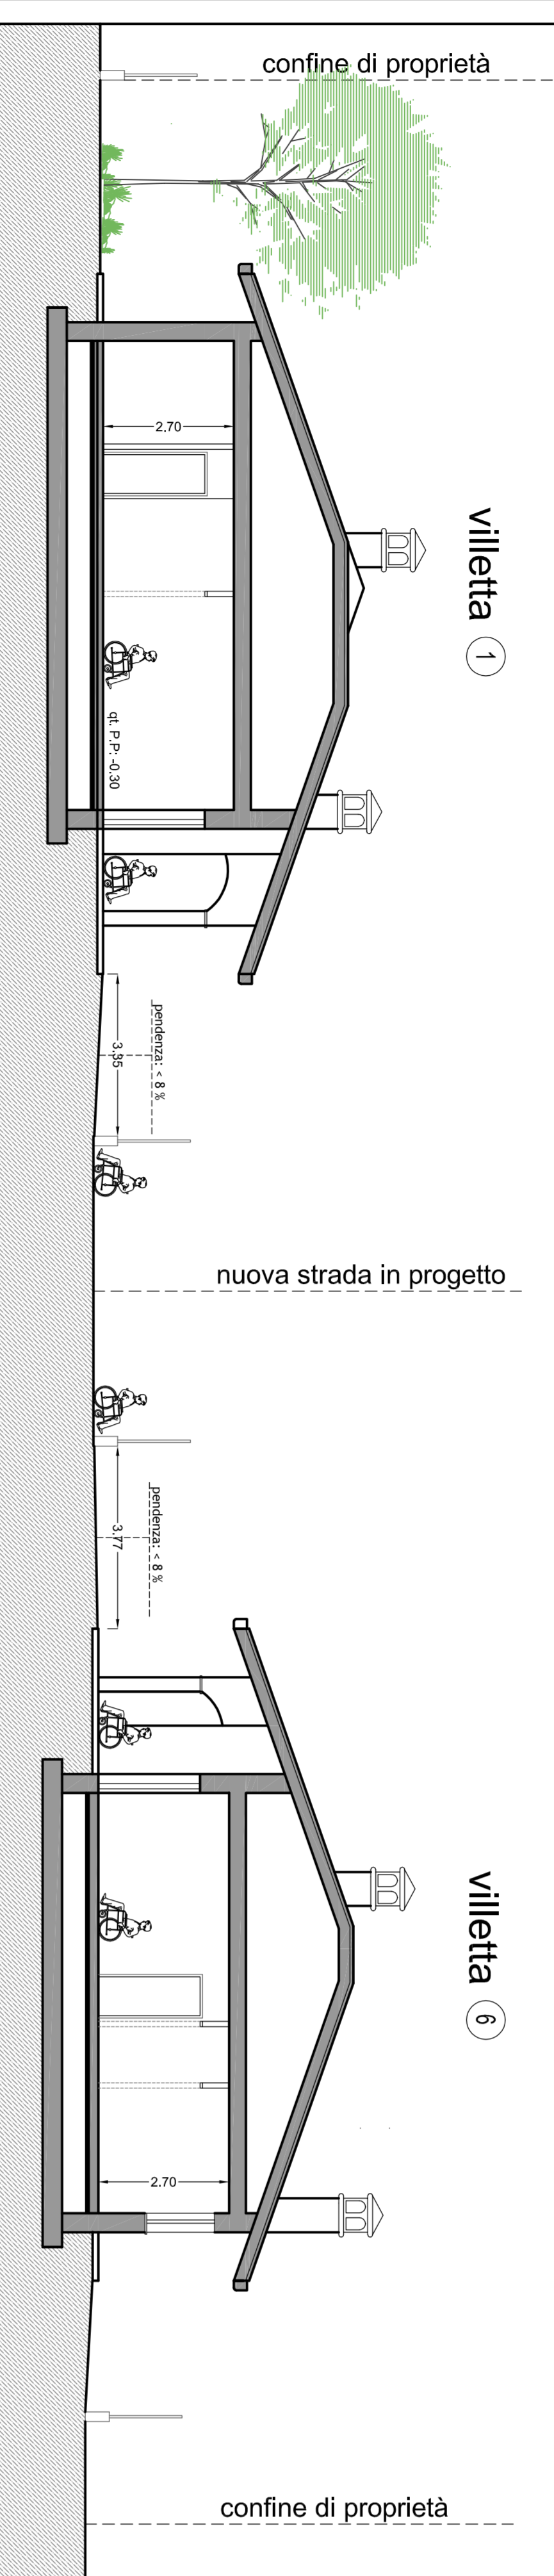 confine di proprietà
villetta 1
2.70
qt. P.P: -0.30
pendenza: < 8 %
3.35
nuova strada in progetto
pendenza: < 8 %
3.77
villetta 6
2.70
confine di proprietà